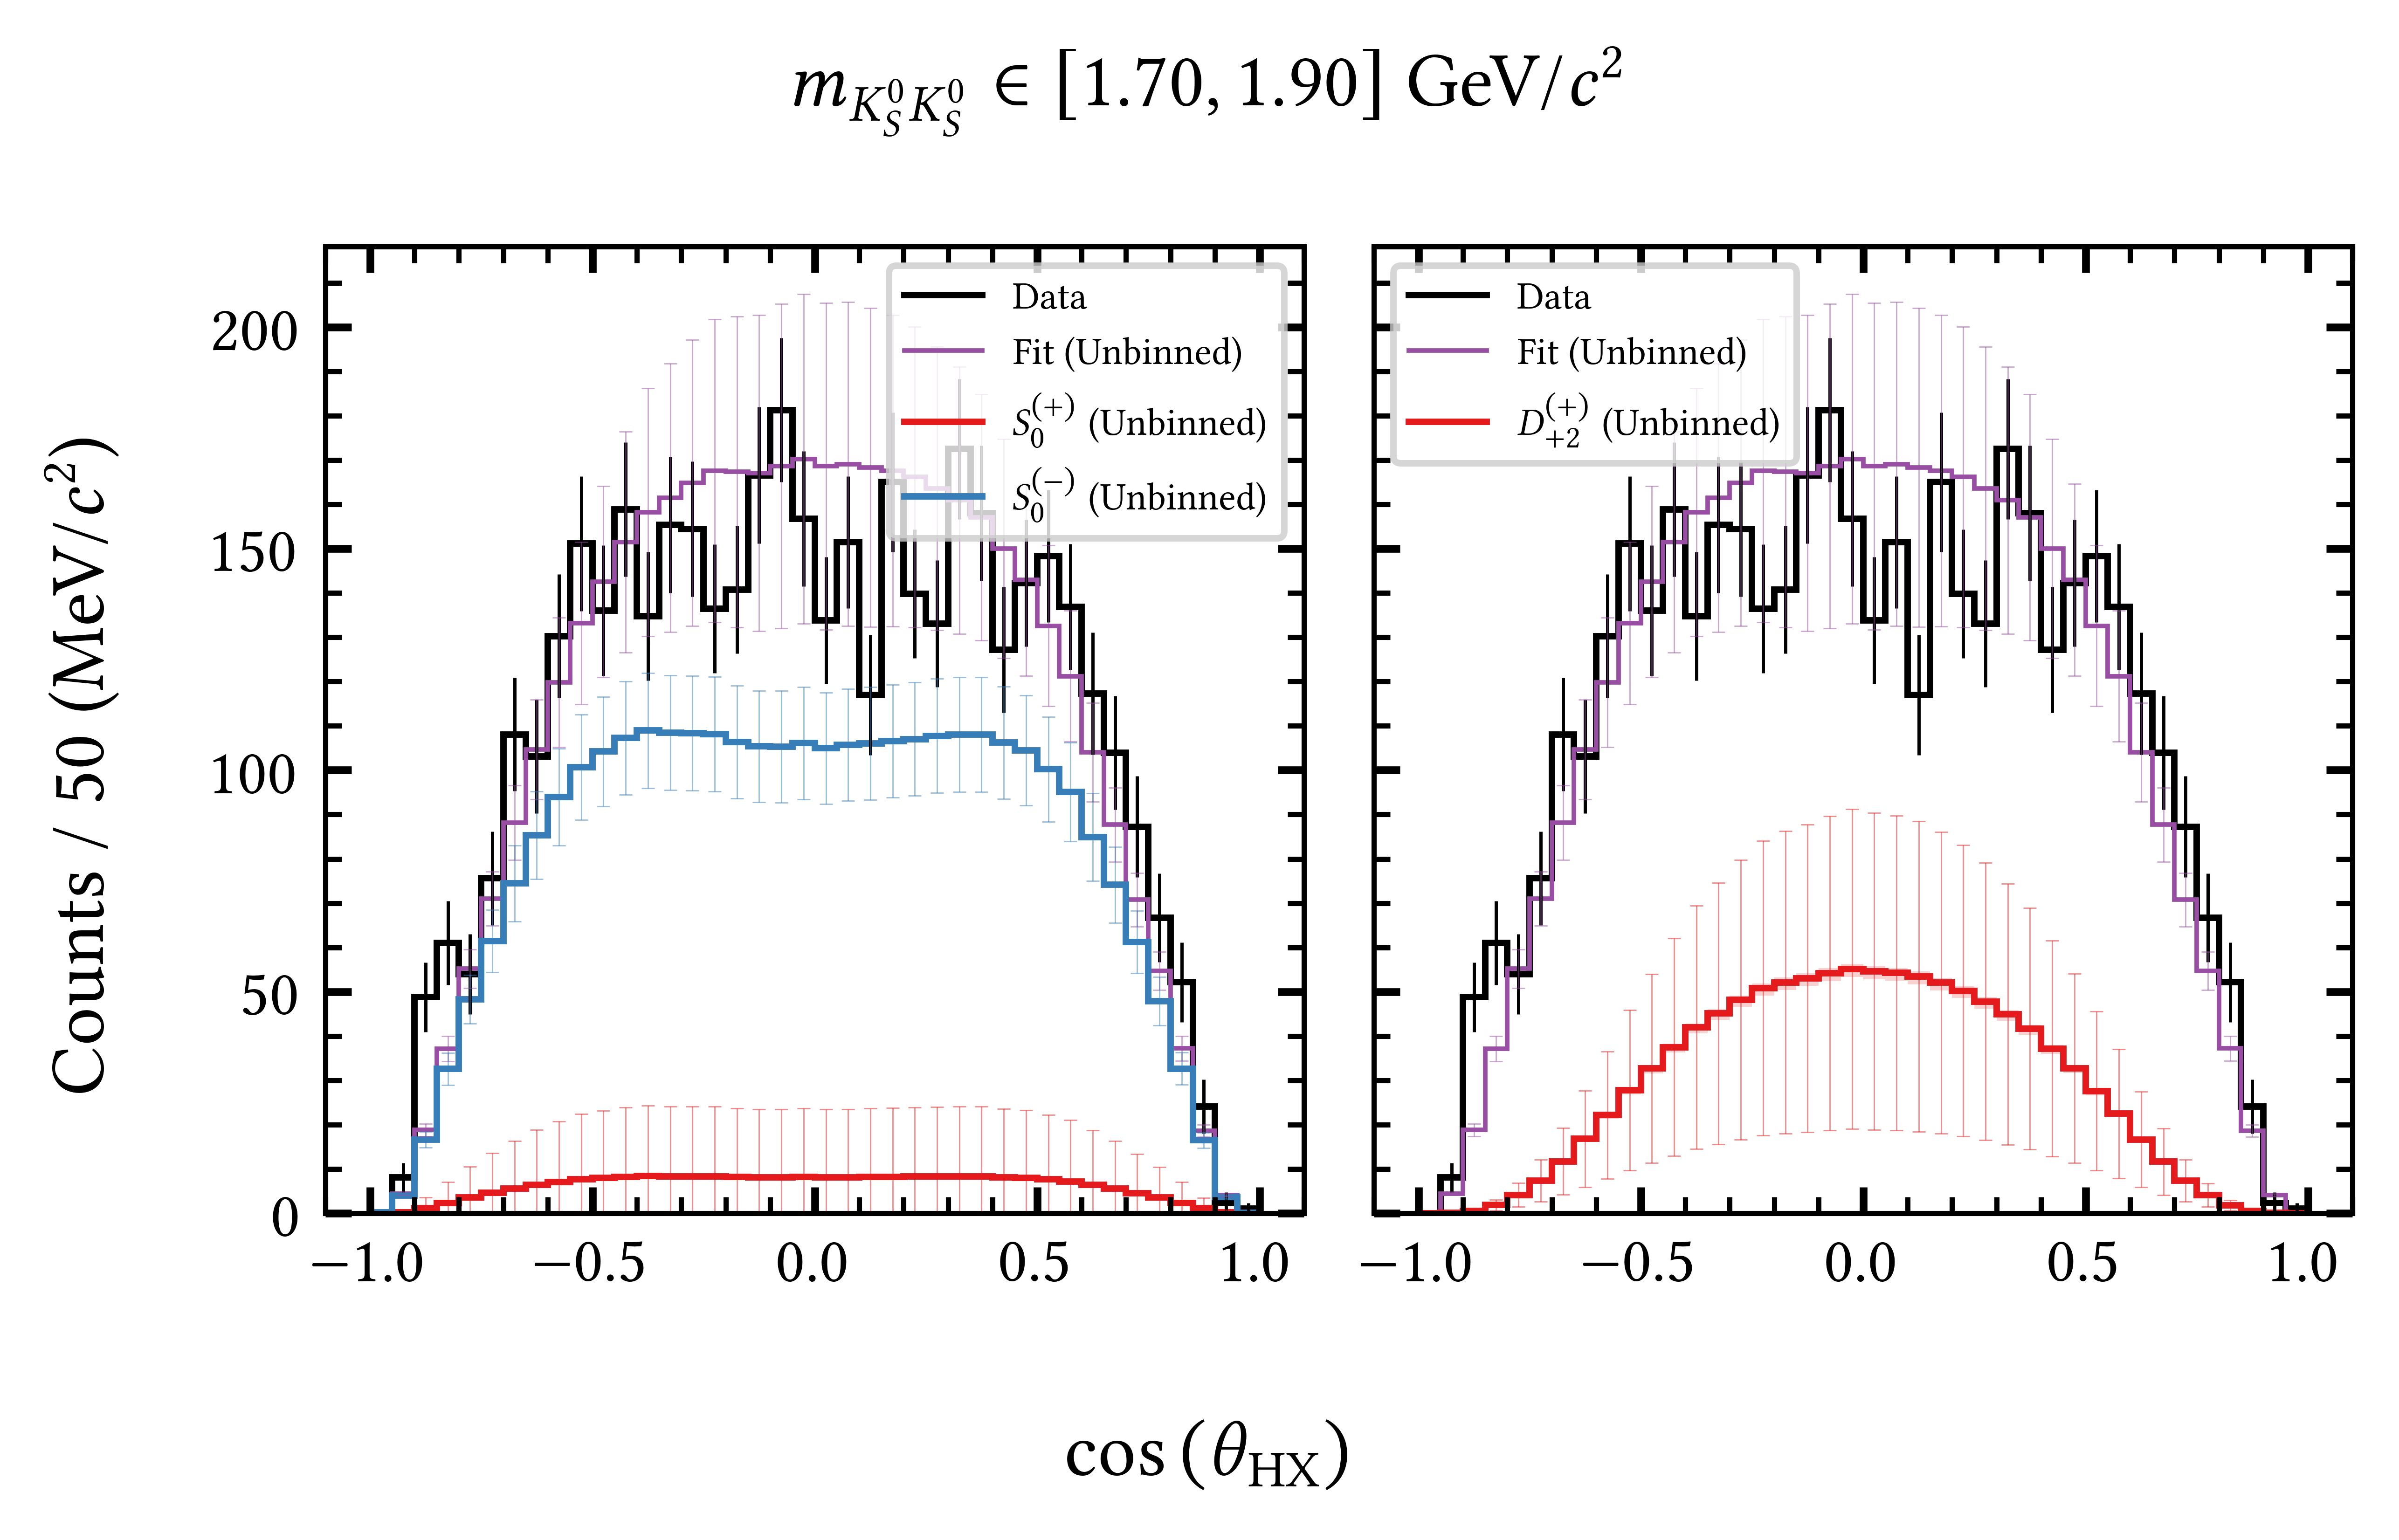 m_{K_S^0 K_S^0} ∈ [1.70, 1.90] GeV/c²
Counts / 50 (MeV/c²)
200
150
100
50
0
−1.0 −0.5 0.0 0.5 1.0
Data
Fit (Unbinned)
S_0^{(+)} (Unbinned)
S_0^{(−)} (Unbinned)
−1.0 −0.5 0.0 0.5 1.0
Data
Fit (Unbinned)
D_{+2}^{(+)} (Unbinned)
cos (θ_{HX})